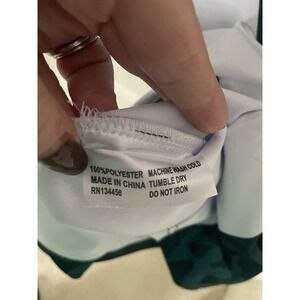 100%POLYESTER MACHINE WASH COLD
MADE IN CHINA TUMBLE DRY
RN134456 DO NOT IRON